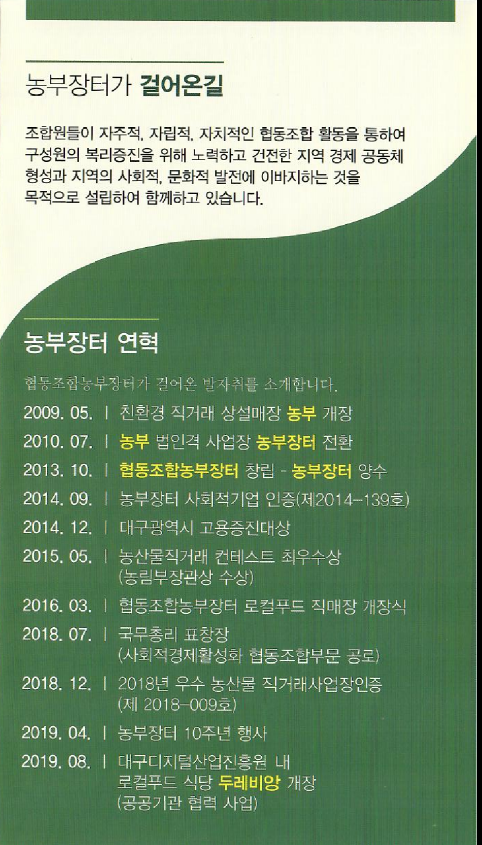 농부장터가 걸어온길
조합원들이 자주적, 자립적, 자치적인 협동조합 활동을 통하여
구성원의 복리증진을 위해 노력하고 건전한 지역 경제 공동체
형성과 지역의 사회적, 문화적 발전에 이바지하는 것을
목적으로 설립하여 함께하고 있습니다.
농부장터 연혁
협동조합농부장터가 걸어온 발자취를 소개합니다.
2009. 05. | 친환경 직거래 상설매장 농부 개장
2010. 07. | 농부 법인격 사업장 농부장터 전환
2013. 10. | 협동조합농부장터 창립 - 농부장터 양수
2014. 09. | 농부장터 사회적기업 인증(제2014-139호)
2014. 12. | 대구광역시 고용증진대상
2015. 05. | 농산물직거래 컨테스트 최우수상
(농림부장관상 수상)
2016. 03. | 협동조합농부장터 로컬푸드 직매장 개장식
2018. 07. | 국무총리 표창장
(사회적경제활성화 협동조합부문 공로)
2018. 12. | 2018년 우수 농산물 직거래사업장인증
(제 2018-009호)
2019. 04. | 농부장터 10주년 행사
2019. 08. | 대구디지털산업진흥원 내
로컬푸드 식당 두레비앙 개장
(공공기관 협력 사업)